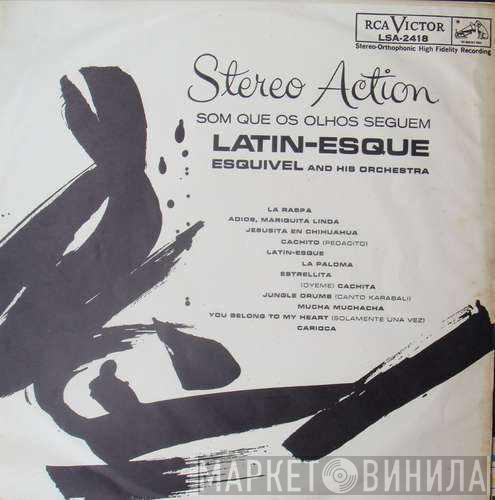 RCA VICTOR
LSA-2418
Stereo-Orthophonic High Fidelity Recording
Stereo Action
SOM QUE OS OLHOS SEGUEM
LATIN-ESQUE
ESQUIVEL AND HIS ORCHESTRA
LA RASPA
ADIOS, MARIQUITA LINDA
JESUSITA EN CHIHUAHUA
CACHITO (PEDACITO)
LATIN-ESQUE
LA PALOMA
ESTRELLITA
(OYEME) CACHITA
JUNGLE DRUMS (CANTO KARABALI)
MUCHA MUCHACHA
YOU BELONG TO MY HEART (SOLAMENTE UNA VEZ)
CARIOCA
МАРКЕТ ВИНИЛА